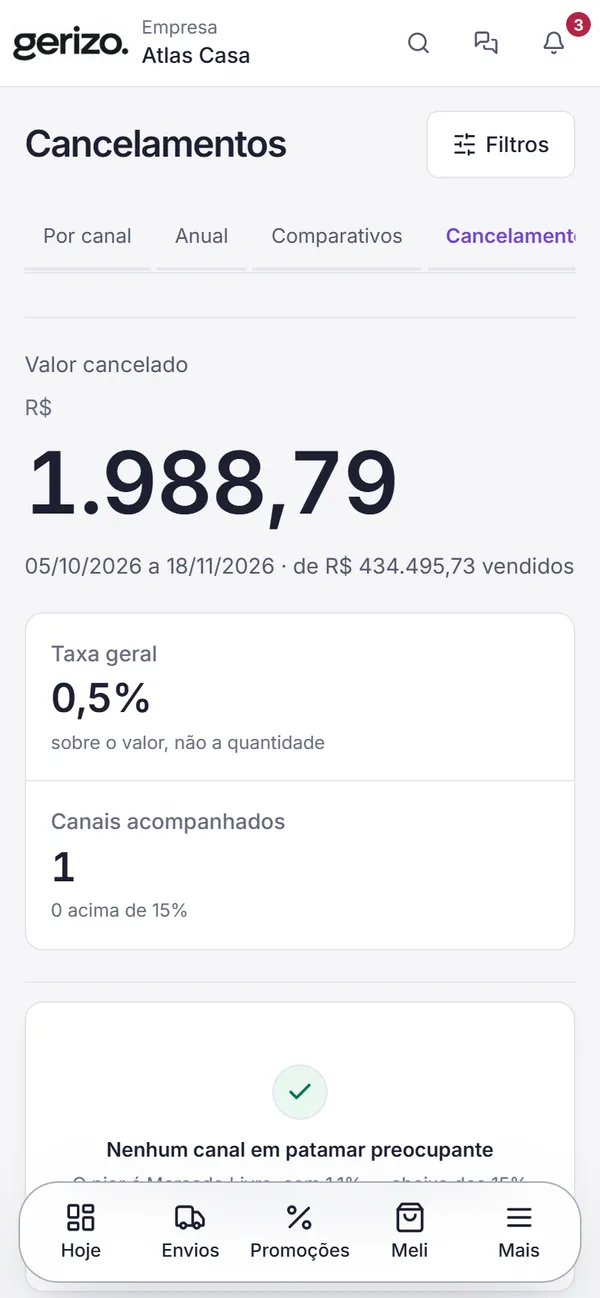 gerizo.
Empresa
Atlas Casa
3
Cancelamentos
Filtros
Por canal
Anual
Comparativos
Cancelament
Valor cancelado
R$
1.988,79
05/10/2026 a 18/11/2026 · de R$ 434.495,73 vendidos
Taxa geral
0,5%
sobre o valor, não a quantidade
Canais acompanhados
1
0 acima de 15%
Nenhum canal em patamar preocupante
Hoje
Envios
Promoções
Meli
Mais